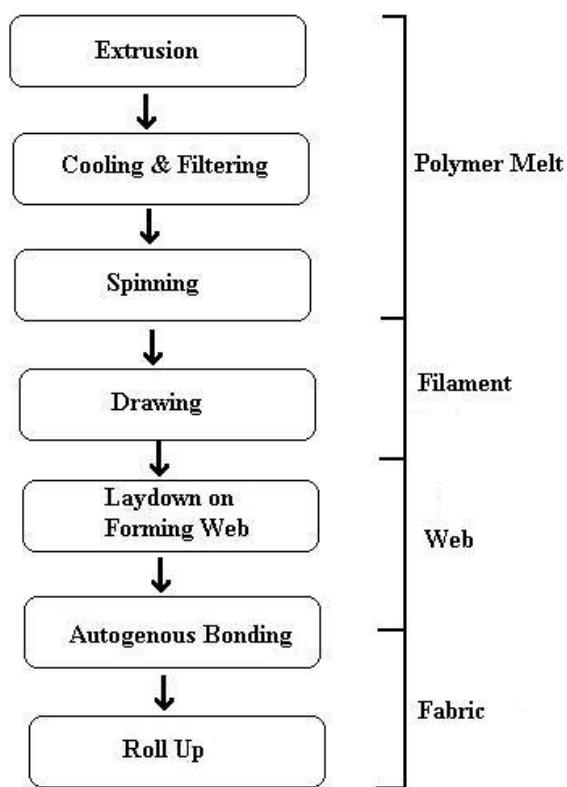 Extrusion
Cooling & Filtering
Polymer Melt
Spinning
Filament
Drawing
Laydown on
Forming Web
Web
Autogenous Bonding
Fabric
Roll Up